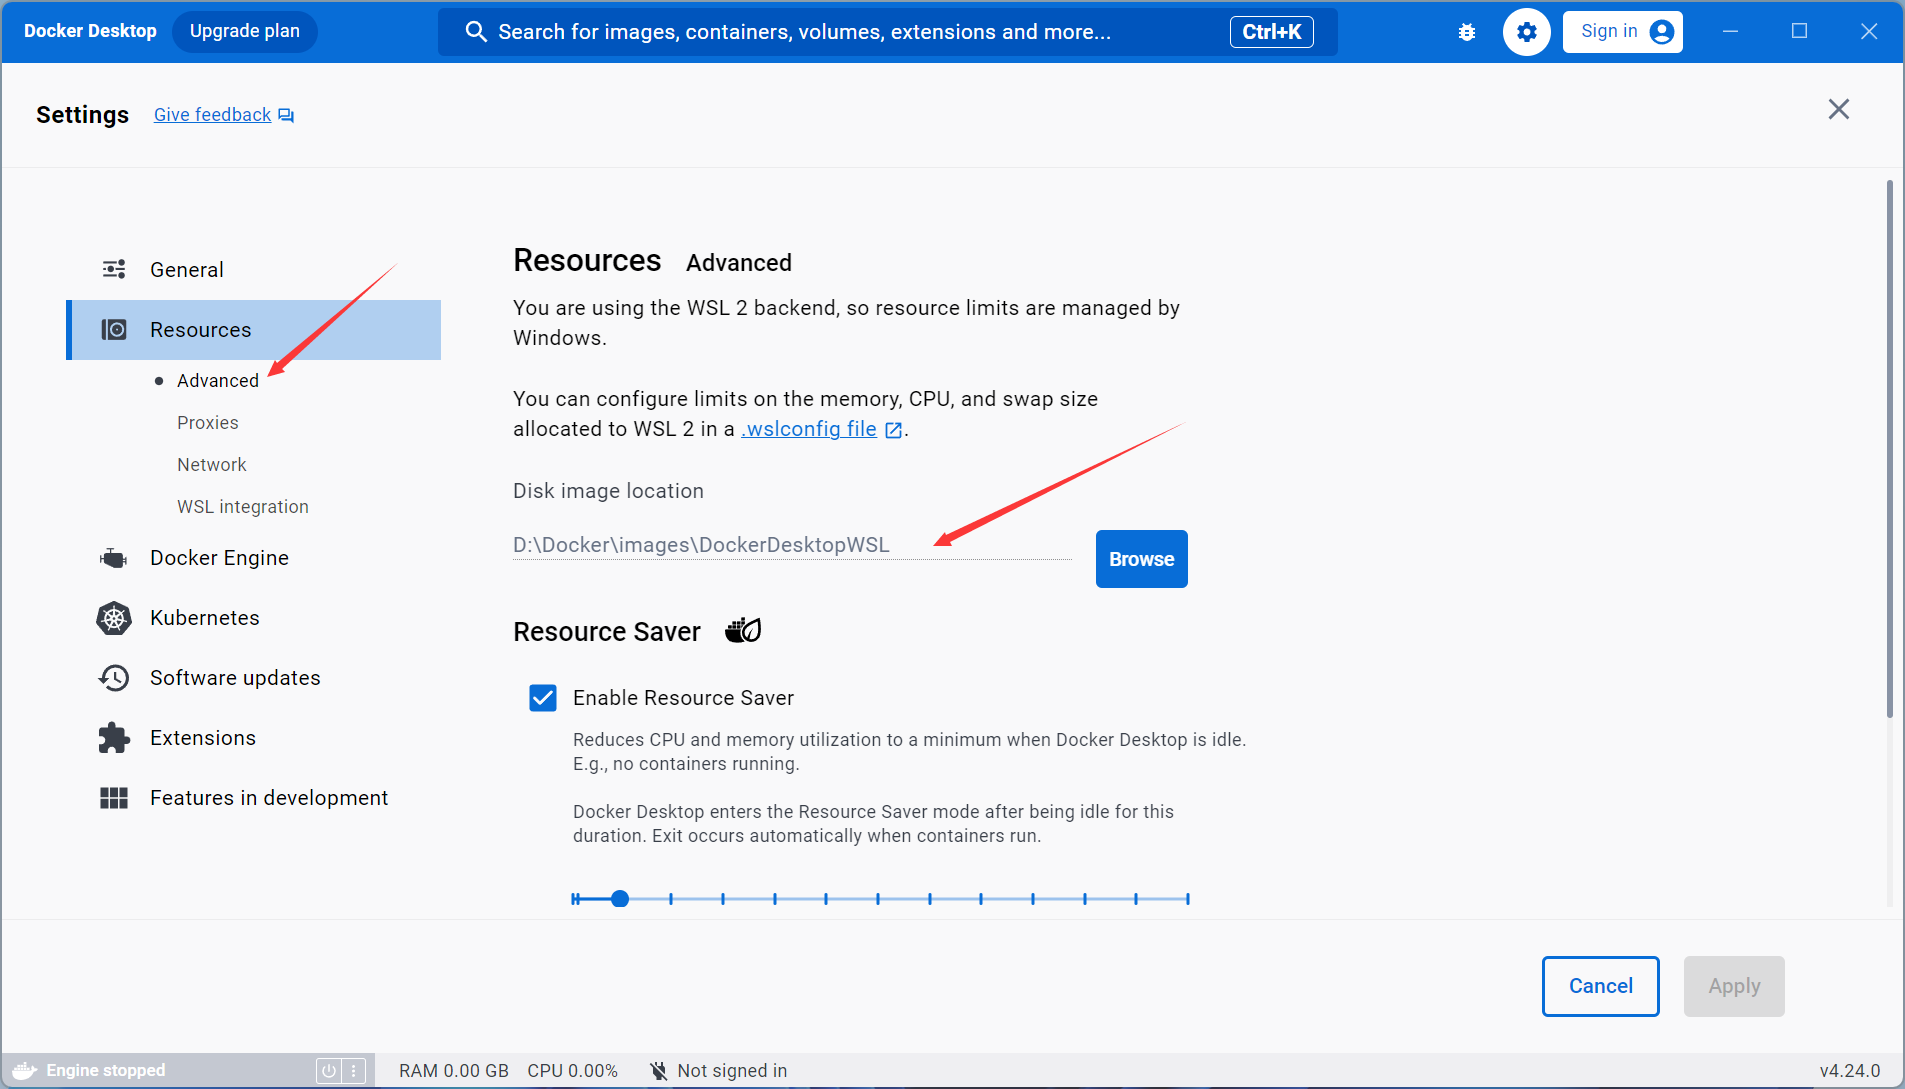 Docker Desktop
Upgrade plan
Search for images, containers, volumes, extensions and more...
Ctrl+K
Sign in
Settings
Give feedback
General
Resources
Advanced
Proxies
Network
WSL integration
Docker Engine
Kubernetes
Software updates
Extensions
Features in development
Resources Advanced
You are using the WSL 2 backend, so resource limits are managed by
Windows.
You can configure limits on the memory, CPU, and swap size
allocated to WSL 2 in a .wslconfig file.
Disk image location
D:\Docker\images\DockerDesktopWSL
Browse
Resource Saver
Enable Resource Saver
Reduces CPU and memory utilization to a minimum when Docker Desktop is idle.
E.g., no containers running.
Docker Desktop enters the Resource Saver mode after being idle for this
duration. Exit occurs automatically when containers run.
Cancel
Apply
Engine stopped
RAM 0.00 GB
CPU 0.00%
Not signed in
v4.24.0